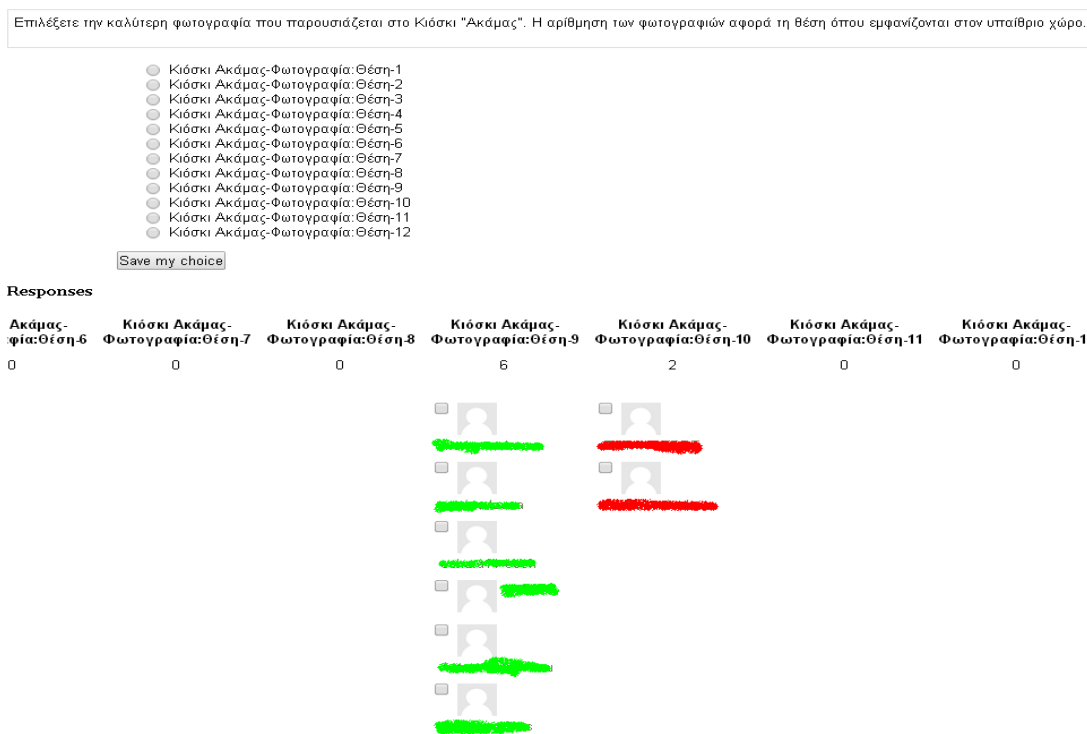 Επιλέξετε την καλύτερη φωτογραφία που παρουσιάζεται στο Κιόσκι "Ακάμας". Η αρίθμηση των φωτογραφιών αφορά τη θέση όπου εμφανίζονται στον υπαίθριο χώρο.
Κιόσκι Ακάμας-Φωτογραφία:Θέση-1
Κιόσκι Ακάμας-Φωτογραφία:Θέση-2
Κιόσκι Ακάμας-Φωτογραφία:Θέση-3
Κιόσκι Ακάμας-Φωτογραφία:Θέση-4
Κιόσκι Ακάμας-Φωτογραφία:Θέση-5
Κιόσκι Ακάμας-Φωτογραφία:Θέση-6
Κιόσκι Ακάμας-Φωτογραφία:Θέση-7
Κιόσκι Ακάμας-Φωτογραφία:Θέση-8
Κιόσκι Ακάμας-Φωτογραφία:Θέση-9
Κιόσκι Ακάμας-Φωτογραφία:Θέση-10
Κιόσκι Ακάμας-Φωτογραφία:Θέση-11
Κιόσκι Ακάμας-Φωτογραφία:Θέση-12
Save my choice
Responses
Ακάμας- Κιόσκι Ακάμας- Κιόσκι Ακάμας- Κιόσκι Ακάμας- Κιόσκι Ακάμας- Κιόσκι Ακάμας- Κιόσκι Ακάμας-
φία:Θέση-6 Φωτογραφία:Θέση-7 Φωτογραφία:Θέση-8 Φωτογραφία:Θέση-9 Φωτογραφία:Θέση-10 Φωτογραφία:Θέση-11 Φωτογραφία:Θέση-1
0 0 0 6 2 0 0